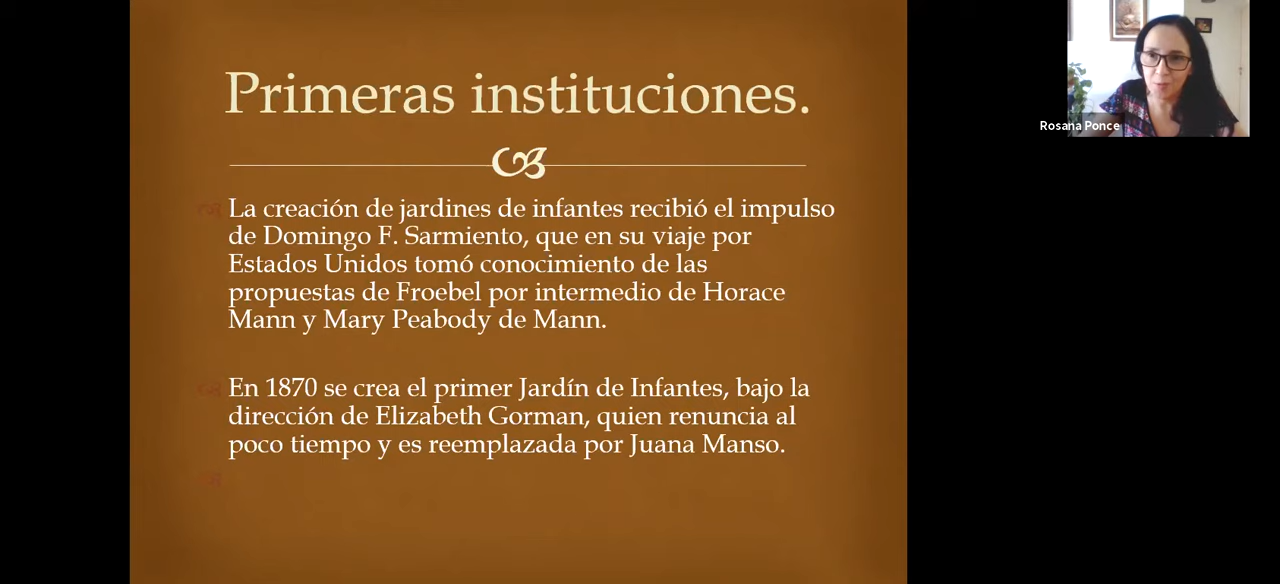 Primeras instituciones.
La creación de jardines de infantes recibió el impulso
de Domingo F. Sarmiento, que en su viaje por
Estados Unidos tomó conocimiento de las
propuestas de Froebel por intermedio de Horace
Mann y Mary Peabody de Mann.
En 1870 se crea el primer Jardín de Infantes, bajo la
dirección de Elizabeth Gorman, quien renuncia al
poco tiempo y es reemplazada por Juana Manso.
Rosana Ponce